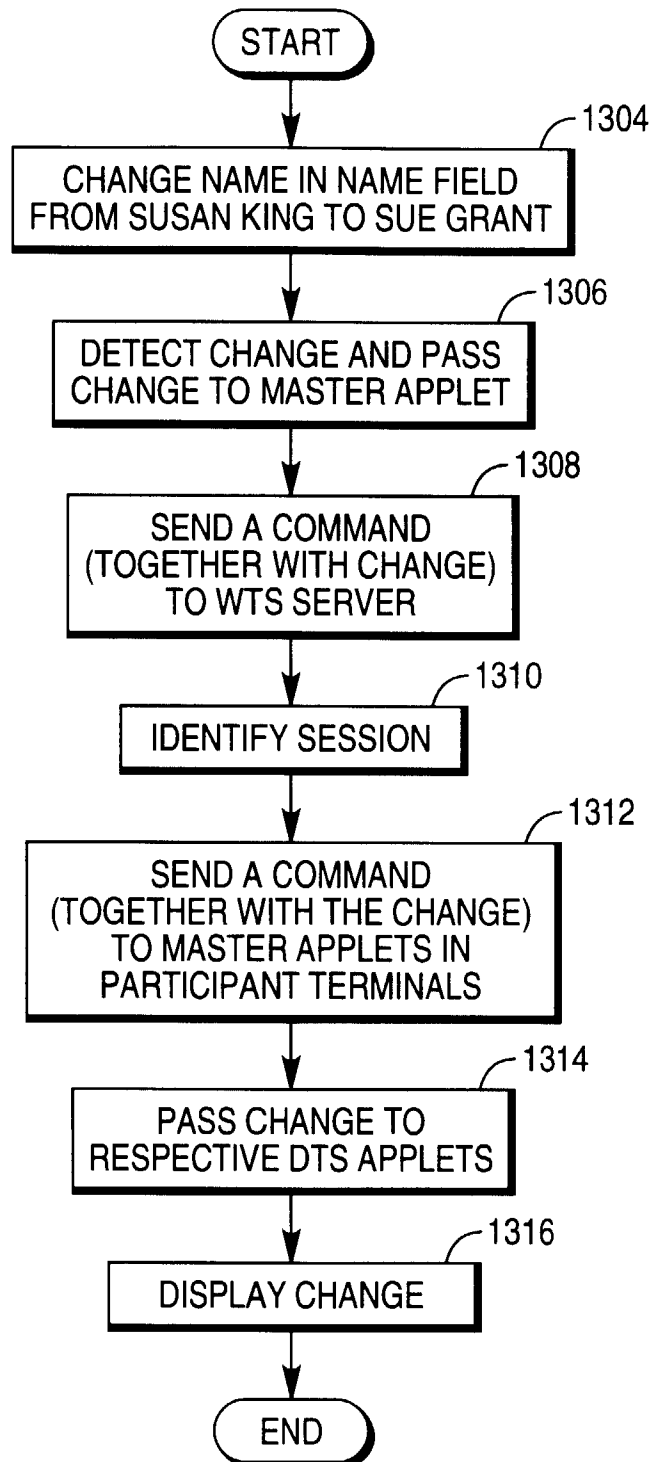 START
1304
CHANGE NAME IN NAME FIELD
FROM SUSAN KING TO SUE GRANT
1306
DETECT CHANGE AND PASS
CHANGE TO MASTER APPLET
1308
SEND A COMMAND
(TOGETHER WITH CHANGE)
TO WTS SERVER
1310
IDENTIFY SESSION
1312
SEND A COMMAND
(TOGETHER WITH THE CHANGE)
TO MASTER APPLETS IN
PARTICIPANT TERMINALS
1314
PASS CHANGE TO
RESPECTIVE DTS APPLETS
1316
DISPLAY CHANGE
END